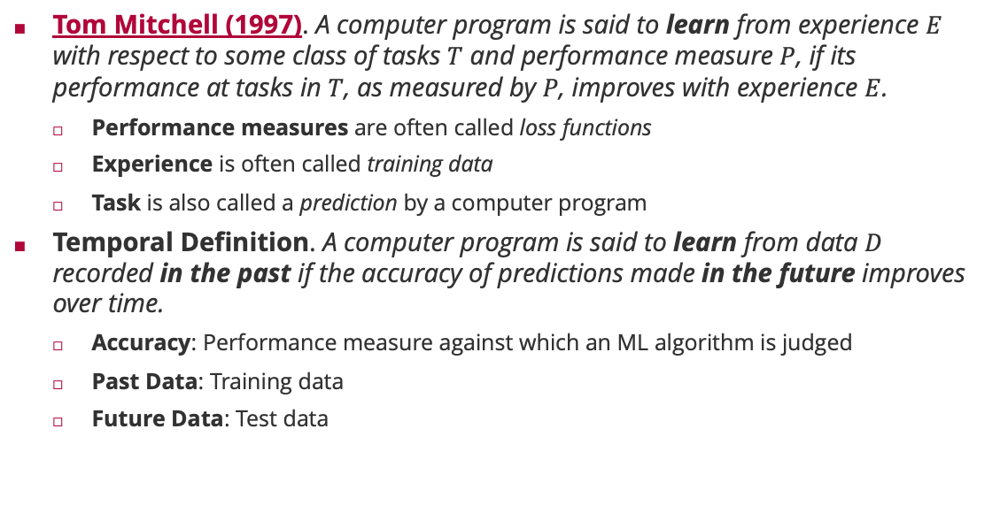 ▪ Tom Mitchell (1997). A computer program is said to learn from experience E
with respect to some class of tasks T and performance measure P, if its
performance at tasks in T, as measured by P, improves with experience E.
▫ Performance measures are often called loss functions
▫ Experience is often called training data
▫ Task is also called a prediction by a computer program
▪ Temporal Definition. A computer program is said to learn from data D
recorded in the past if the accuracy of predictions made in the future improves
over time.
▫ Accuracy: Performance measure against which an ML algorithm is judged
▫ Past Data: Training data
▫ Future Data: Test data